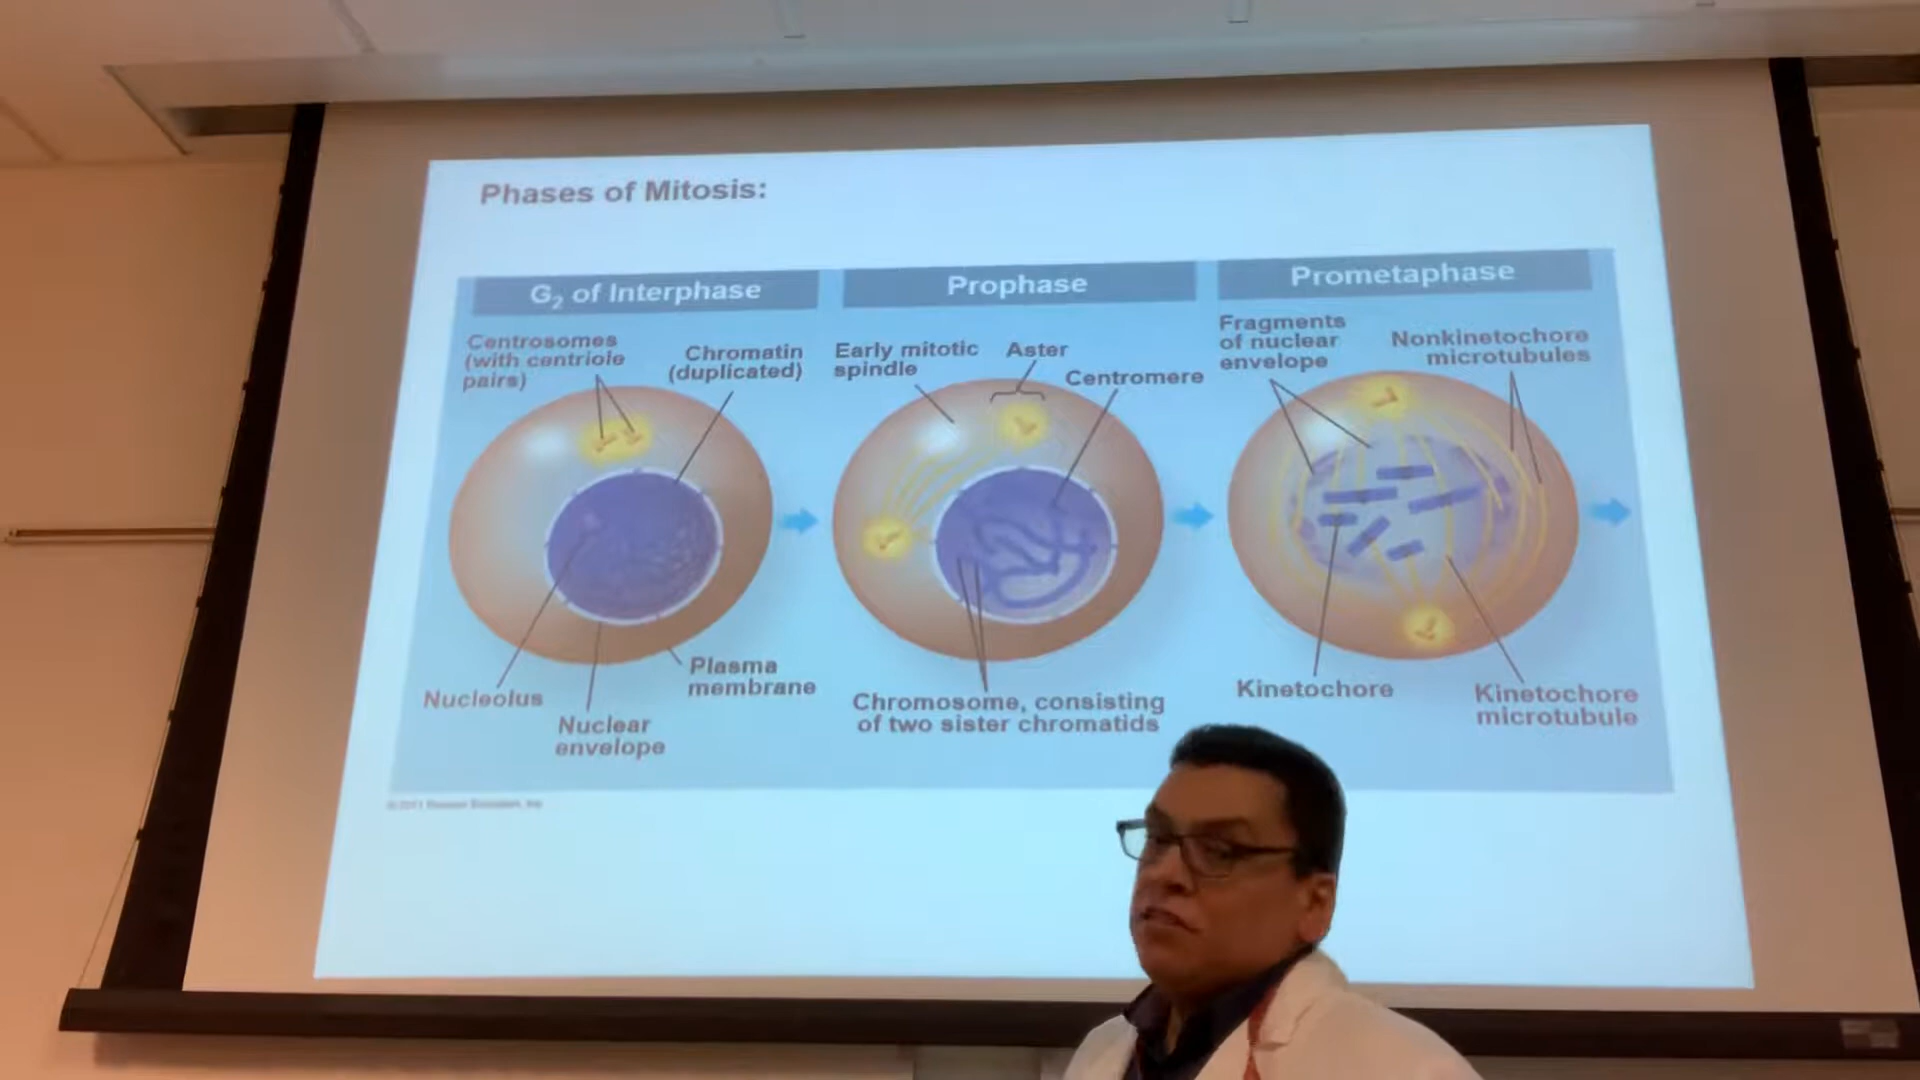 Phases of Mitosis:
G₂ of Interphase
Centrosomes
(with centriole
pairs)
Chromatin
(duplicated)
Nucleolus
Nuclear
envelope
Plasma
membrane
Prophase
Early mitotic
spindle
Aster
Centromere
Chromosome, consisting
of two sister chromatids
Prometaphase
Fragments
of nuclear
envelope
Nonkinetochore
microtubules
Kinetochore
Kinetochore
microtubule